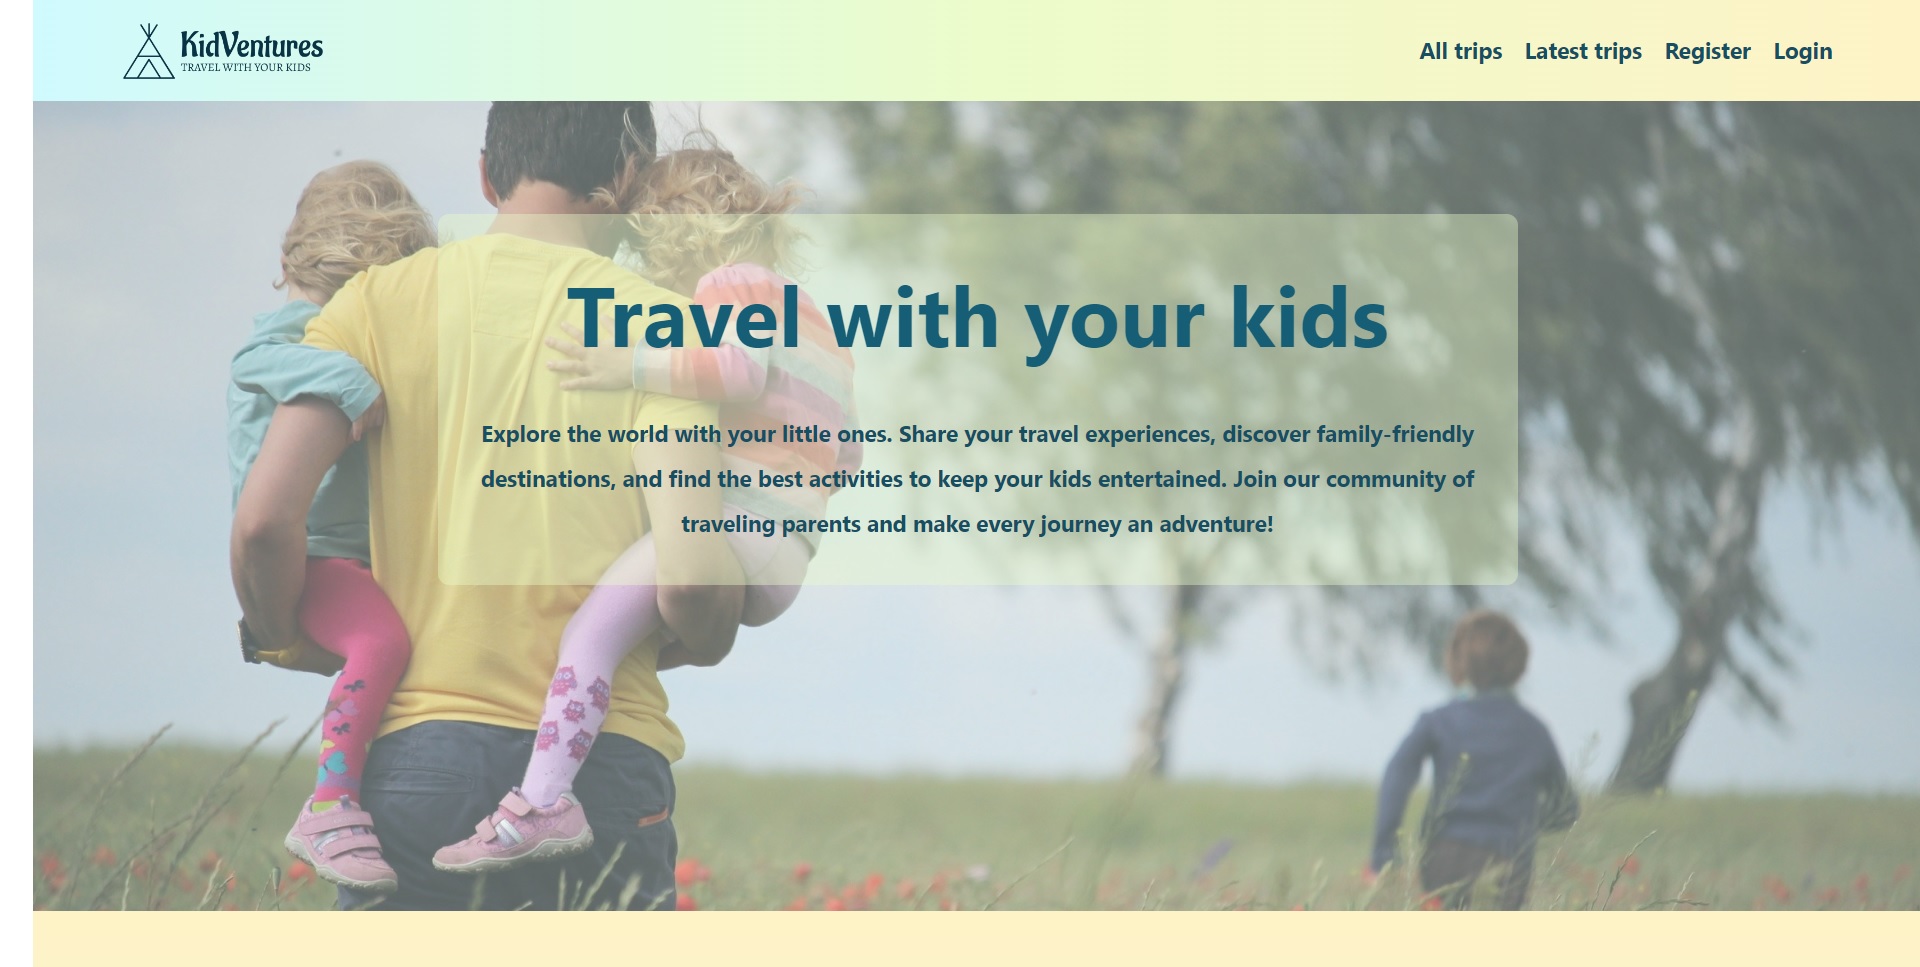 KidVentures
TRAVEL WITH YOUR KIDS
All trips Latest trips Register Login
Travel with your kids
Explore the world with your little ones. Share your travel experiences, discover family-friendly
destinations, and find the best activities to keep your kids entertained. Join our community of
traveling parents and make every journey an adventure!